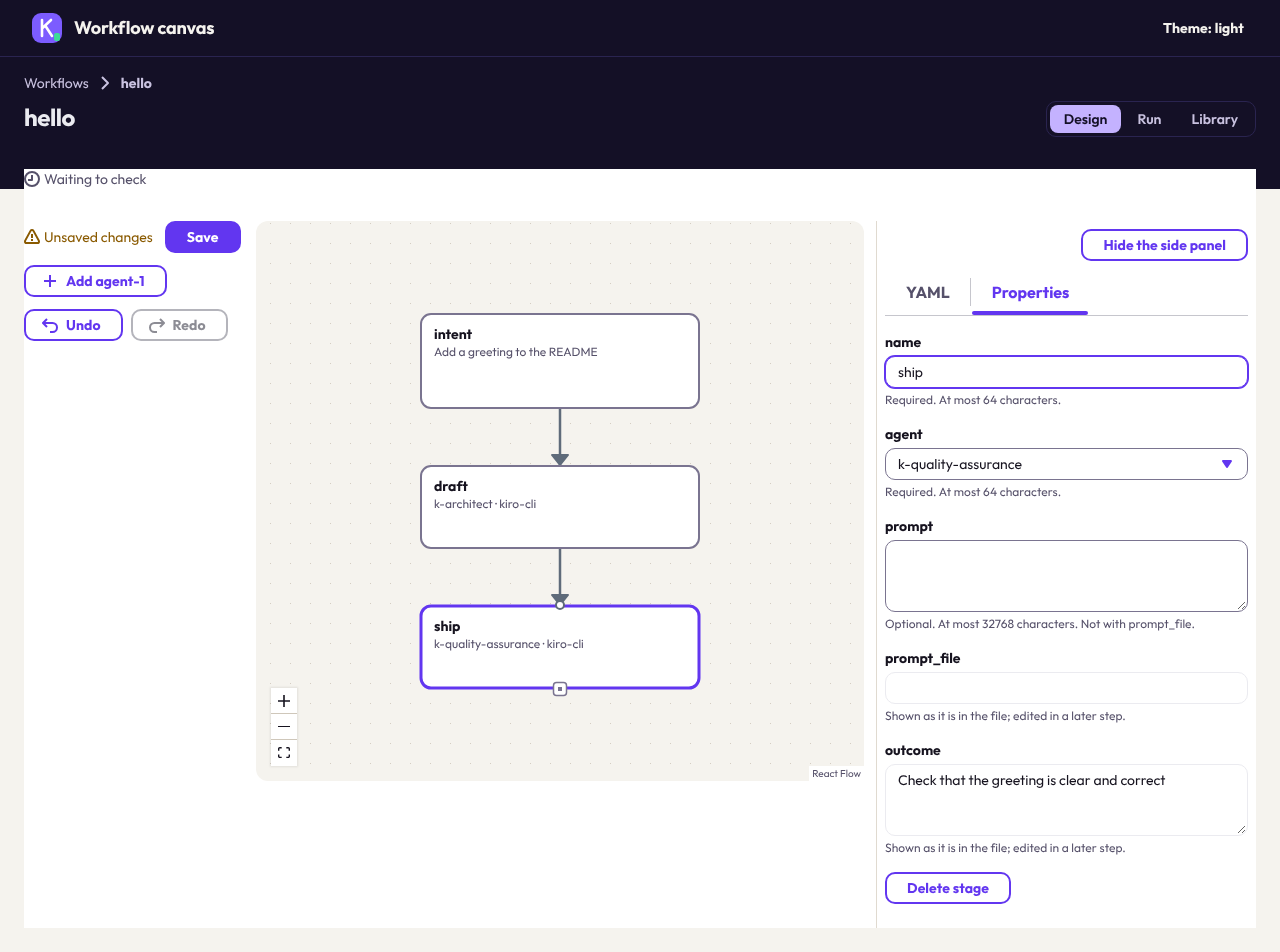 K
Workflow canvas
Theme: light
Workflows
hello
hello
Design
Run
Library
Waiting to check
Unsaved changes
Save
Add agent-1
Undo
Redo
intent
Add a greeting to the README
draft
k-architect · kiro-cli
ship
k-quality-assurance · kiro-cli
React Flow
Hide the side panel
YAML
Properties
name
ship
Required. At most 64 characters.
agent
k-quality-assurance
Required. At most 64 characters.
prompt
Optional. At most 32768 characters. Not with prompt_file.
prompt_file
Shown as it is in the file; edited in a later step.
outcome
Check that the greeting is clear and correct
Shown as it is in the file; edited in a later step.
Delete stage